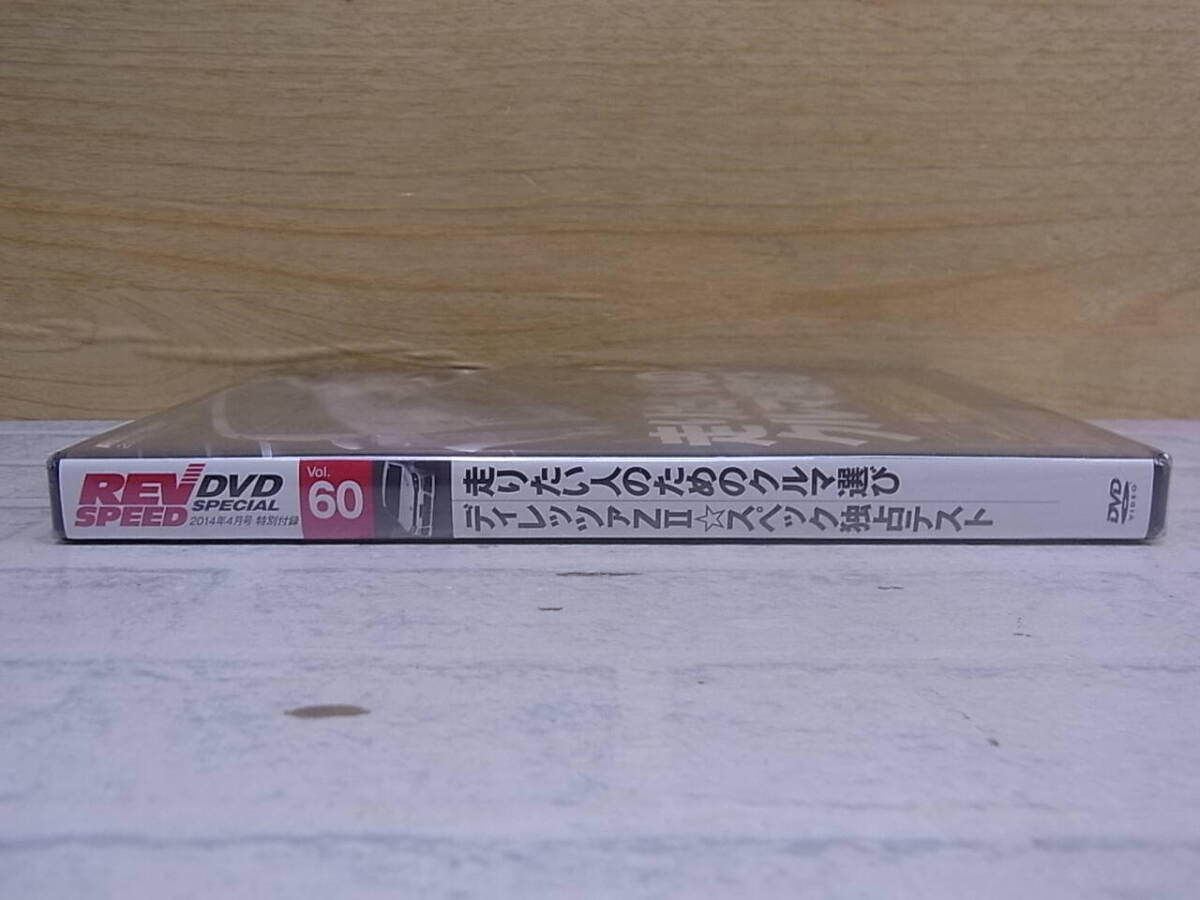 REV SPEED
DVD SPECIAL
2014年4月号 特別付録
Vol. 60
走りたい人のためのクルマ選び
ディレッツァZⅡ☆スペック独占テスト
DVD VIDEO